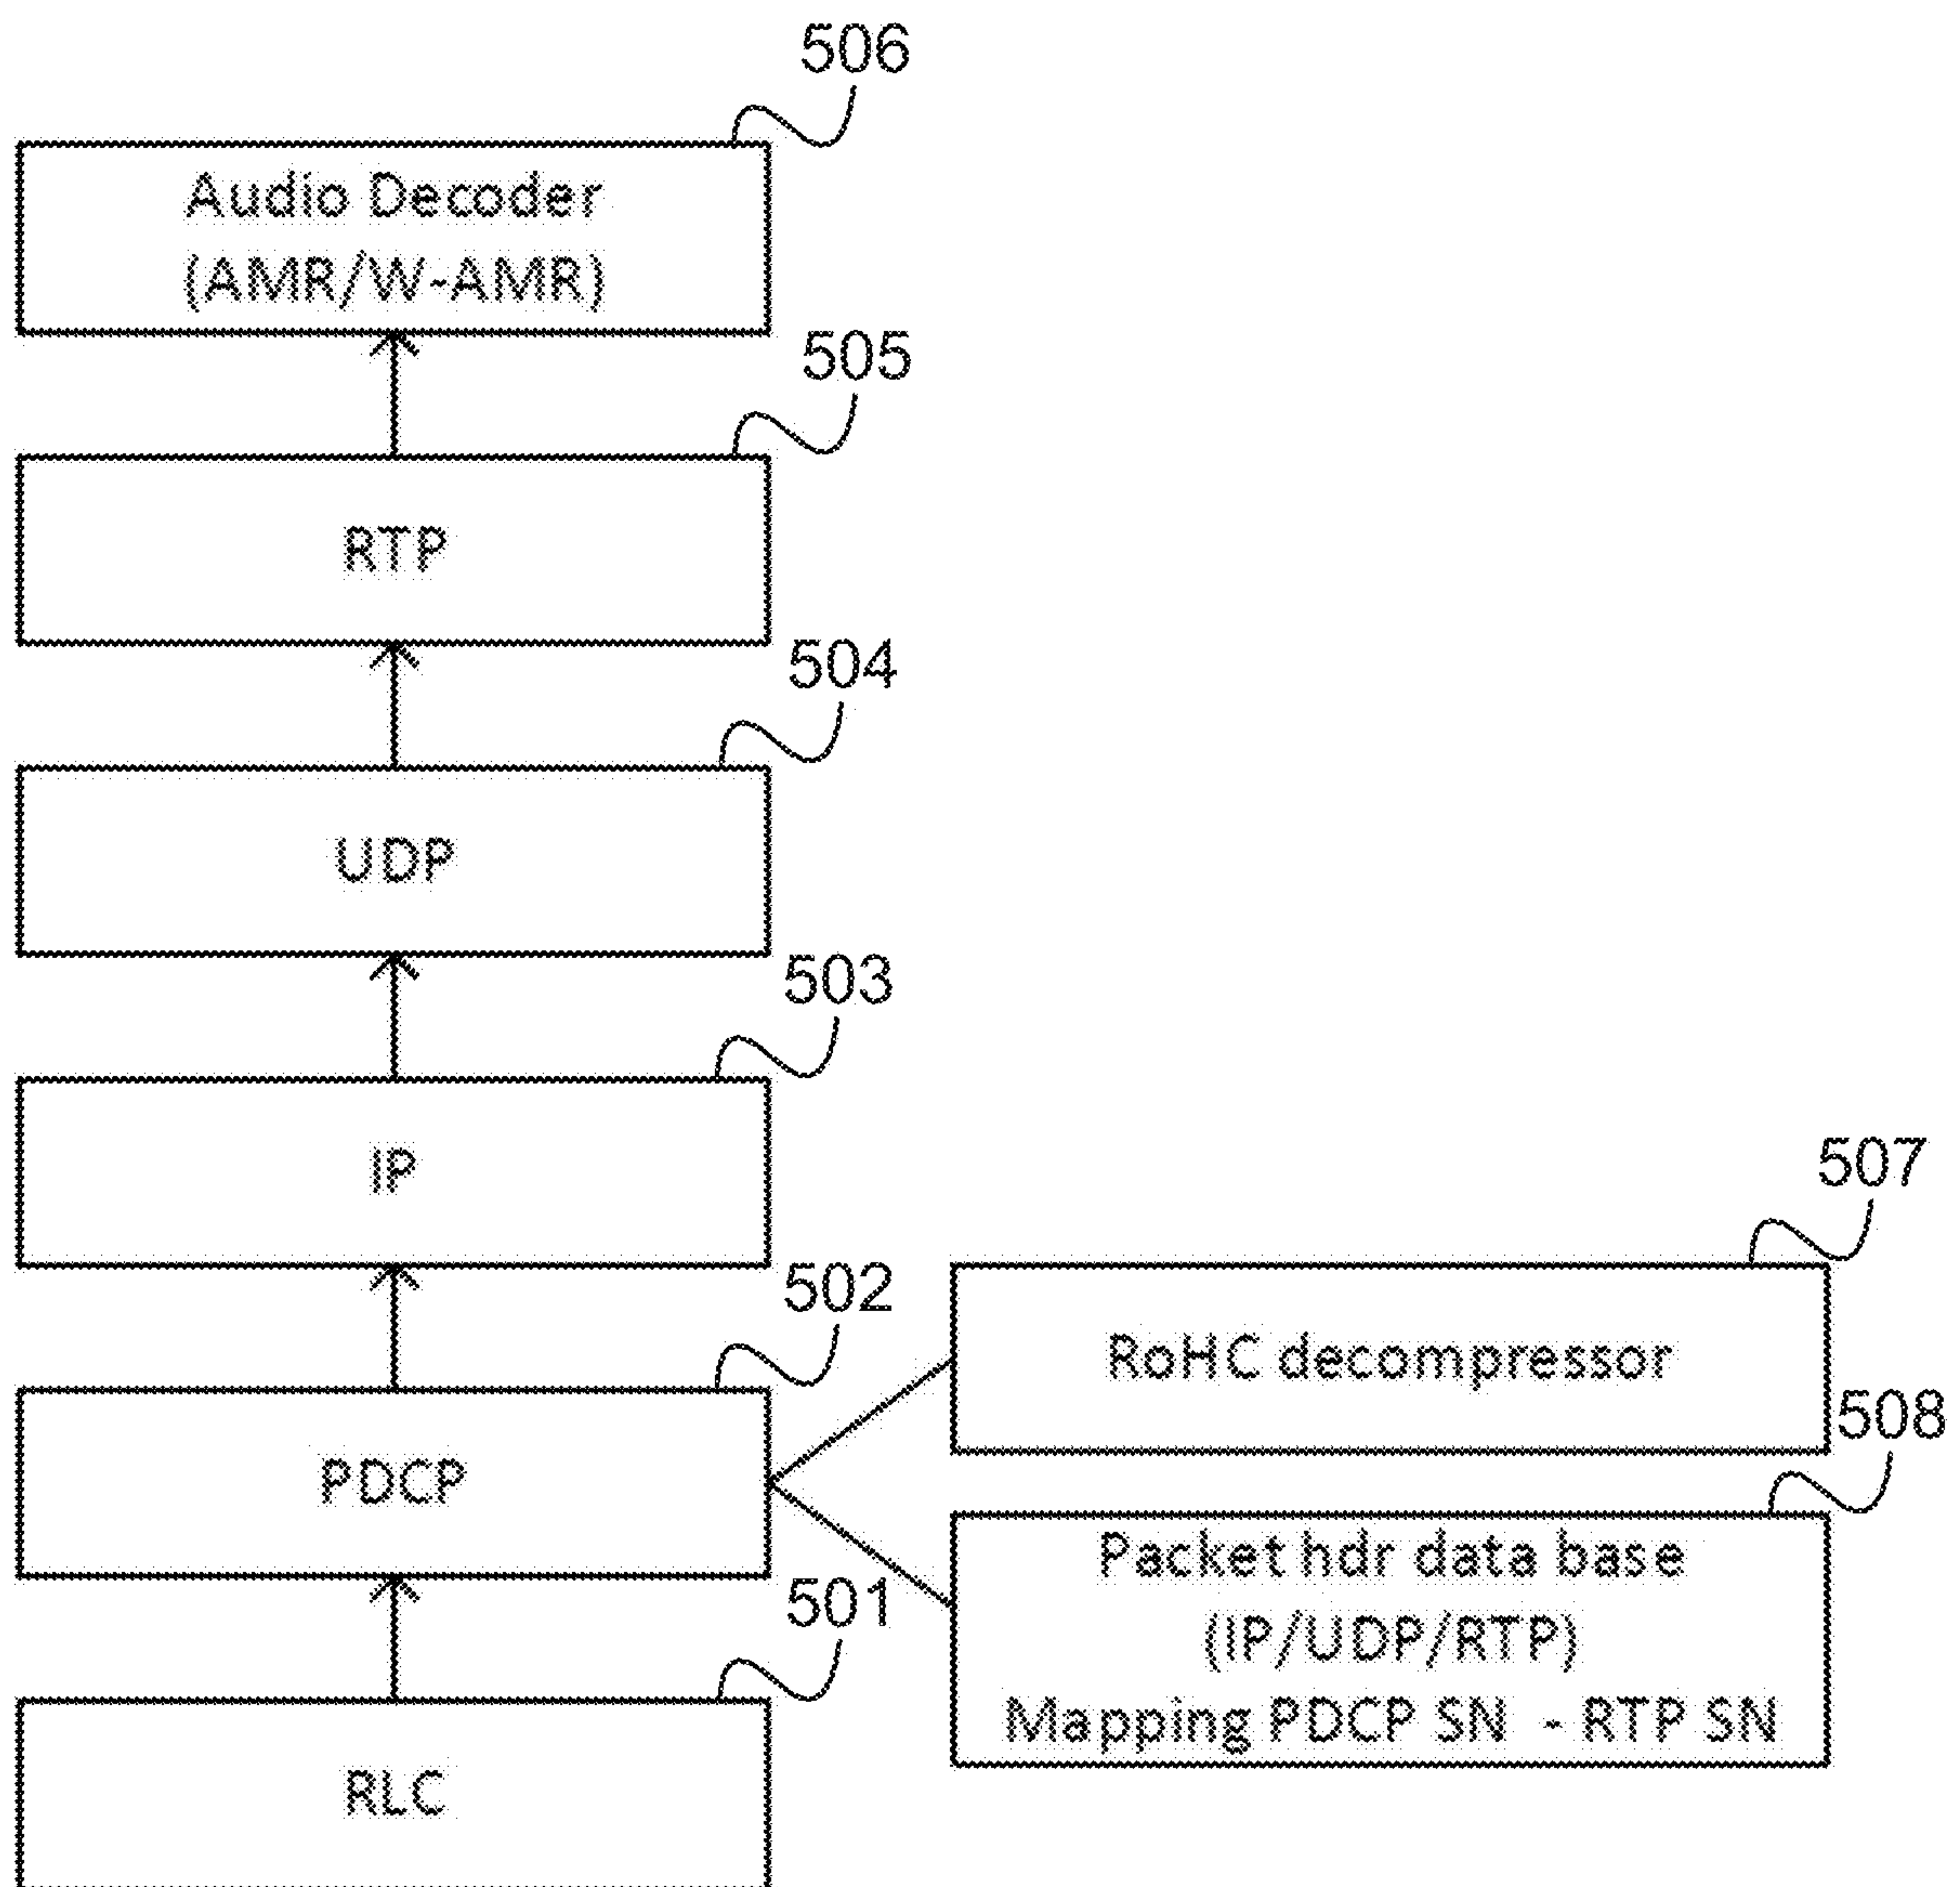 506
Audio Decoder
(AMR/W-AMR)
505
RTP
504
UDP
503
IP
507
502
RoHC decompressor
508
PDCP
Packet hdr data base
501
(IP/UDP/RTP)
Mapping PDCP SN - RTP SN
RLC